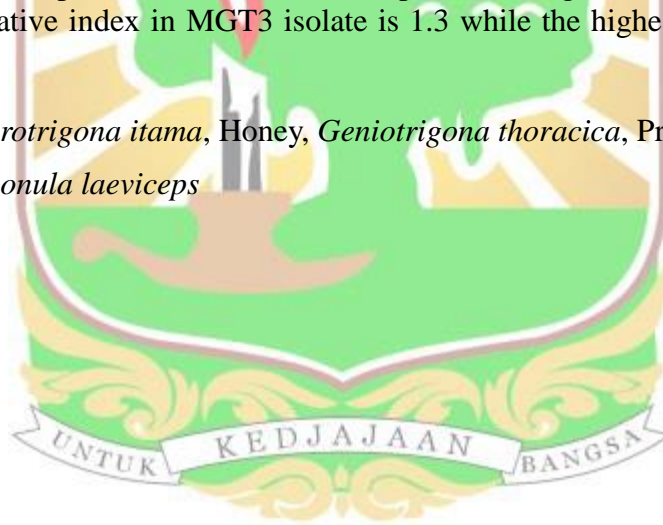 ative index in MGT3 isolate is 1.3 while the highe
rotrigona itama, Honey, Geniotrigona thoracica, Pr
onula laeviceps
UNTUK KEDJAJAAN BANGSA